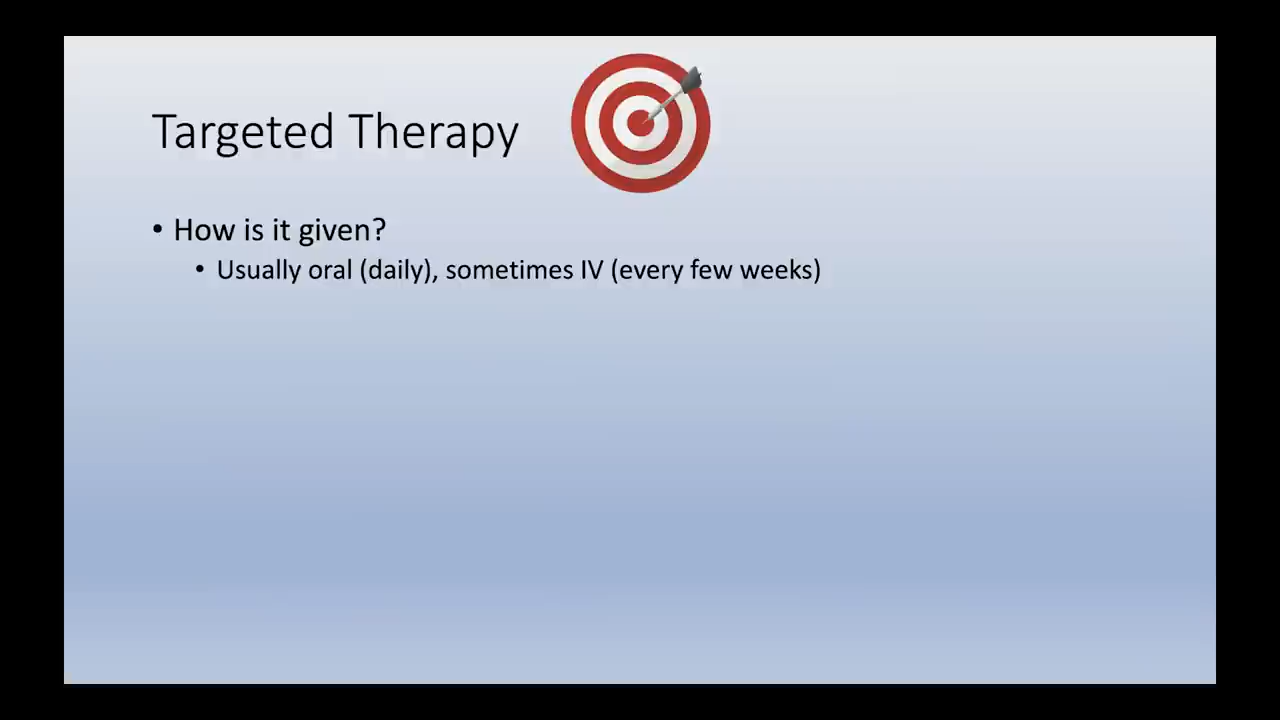 Targeted Therapy
• How is it given?
• Usually oral (daily), sometimes IV (every few weeks)